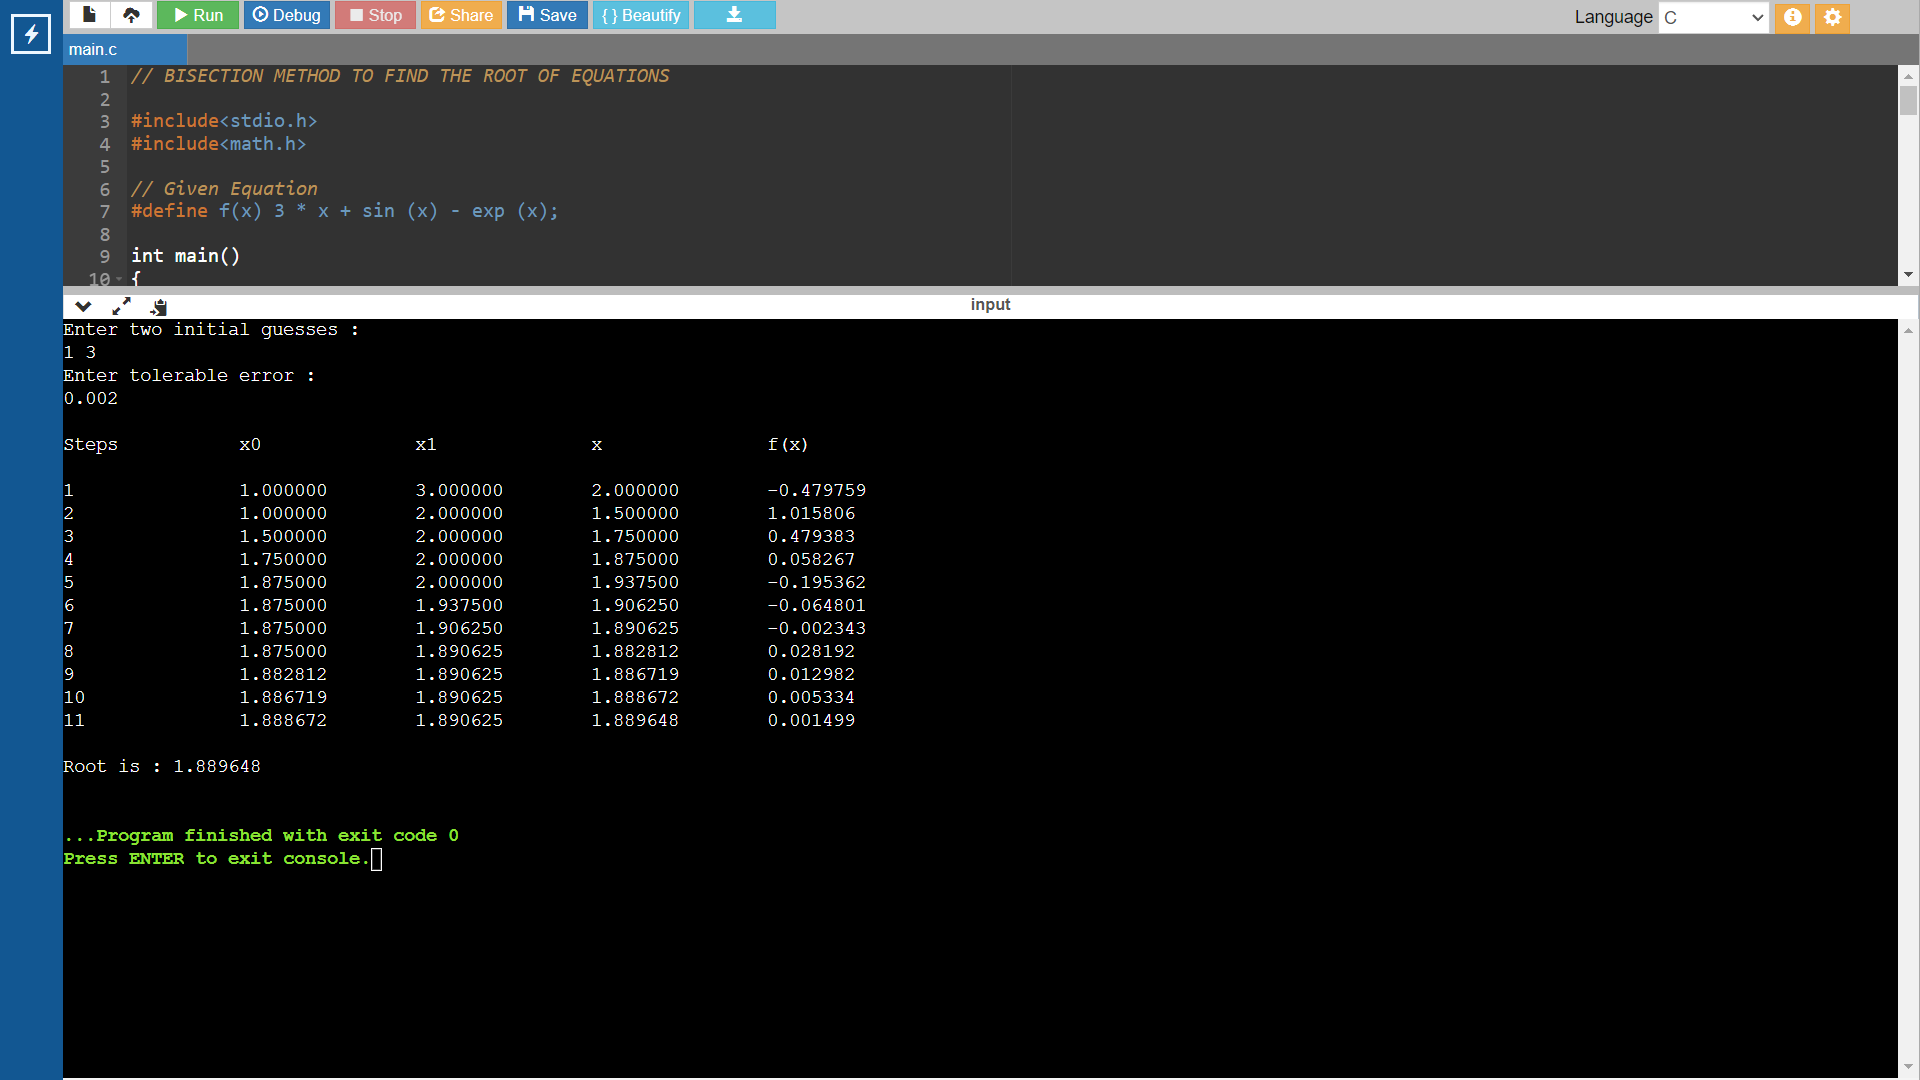 Run Debug Stop Share Save { } Beautify Language C
main.c
1 // BISECTION METHOD TO FIND THE ROOT OF EQUATIONS
2
3 #include<stdio.h>
4 #include<math.h>
5
6 // Given Equation
7 #define f(x) 3 * x + sin (x) - exp (x);
8
9 int main()
10 {
input
Enter two initial guesses :
1 3
Enter tolerable error :
0.002
Steps x0 x1 x f(x)
1 1.000000 3.000000 2.000000 -0.479759
2 1.000000 2.000000 1.500000 1.015806
3 1.500000 2.000000 1.750000 0.479383
4 1.750000 2.000000 1.875000 0.058267
5 1.875000 2.000000 1.937500 -0.195362
6 1.875000 1.937500 1.906250 -0.064801
7 1.875000 1.906250 1.890625 -0.002343
8 1.875000 1.890625 1.882812 0.028192
9 1.882812 1.890625 1.886719 0.012982
10 1.886719 1.890625 1.888672 0.005334
11 1.888672 1.890625 1.889648 0.001499
Root is : 1.889648
...Program finished with exit code 0
Press ENTER to exit console.